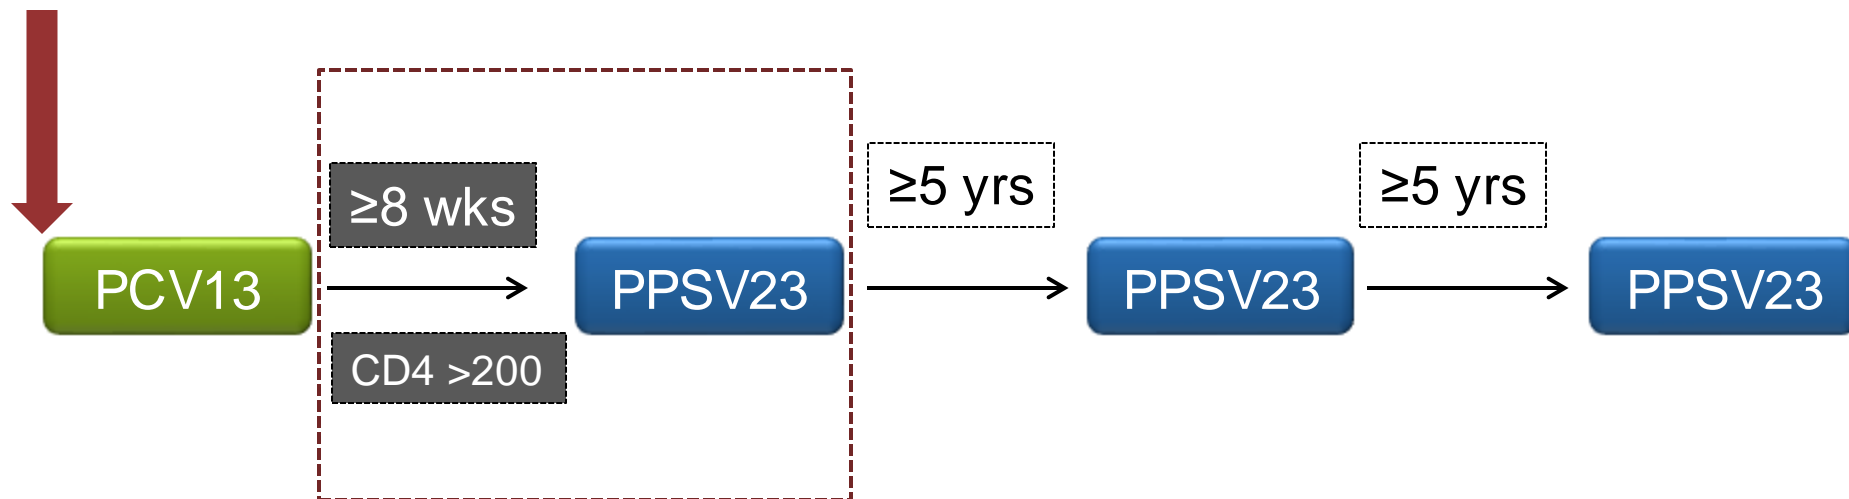 ≥8 wks
≥5 yrs
≥5 yrs
PCV13
PPSV23
PPSV23
PPSV23
CD4 >200